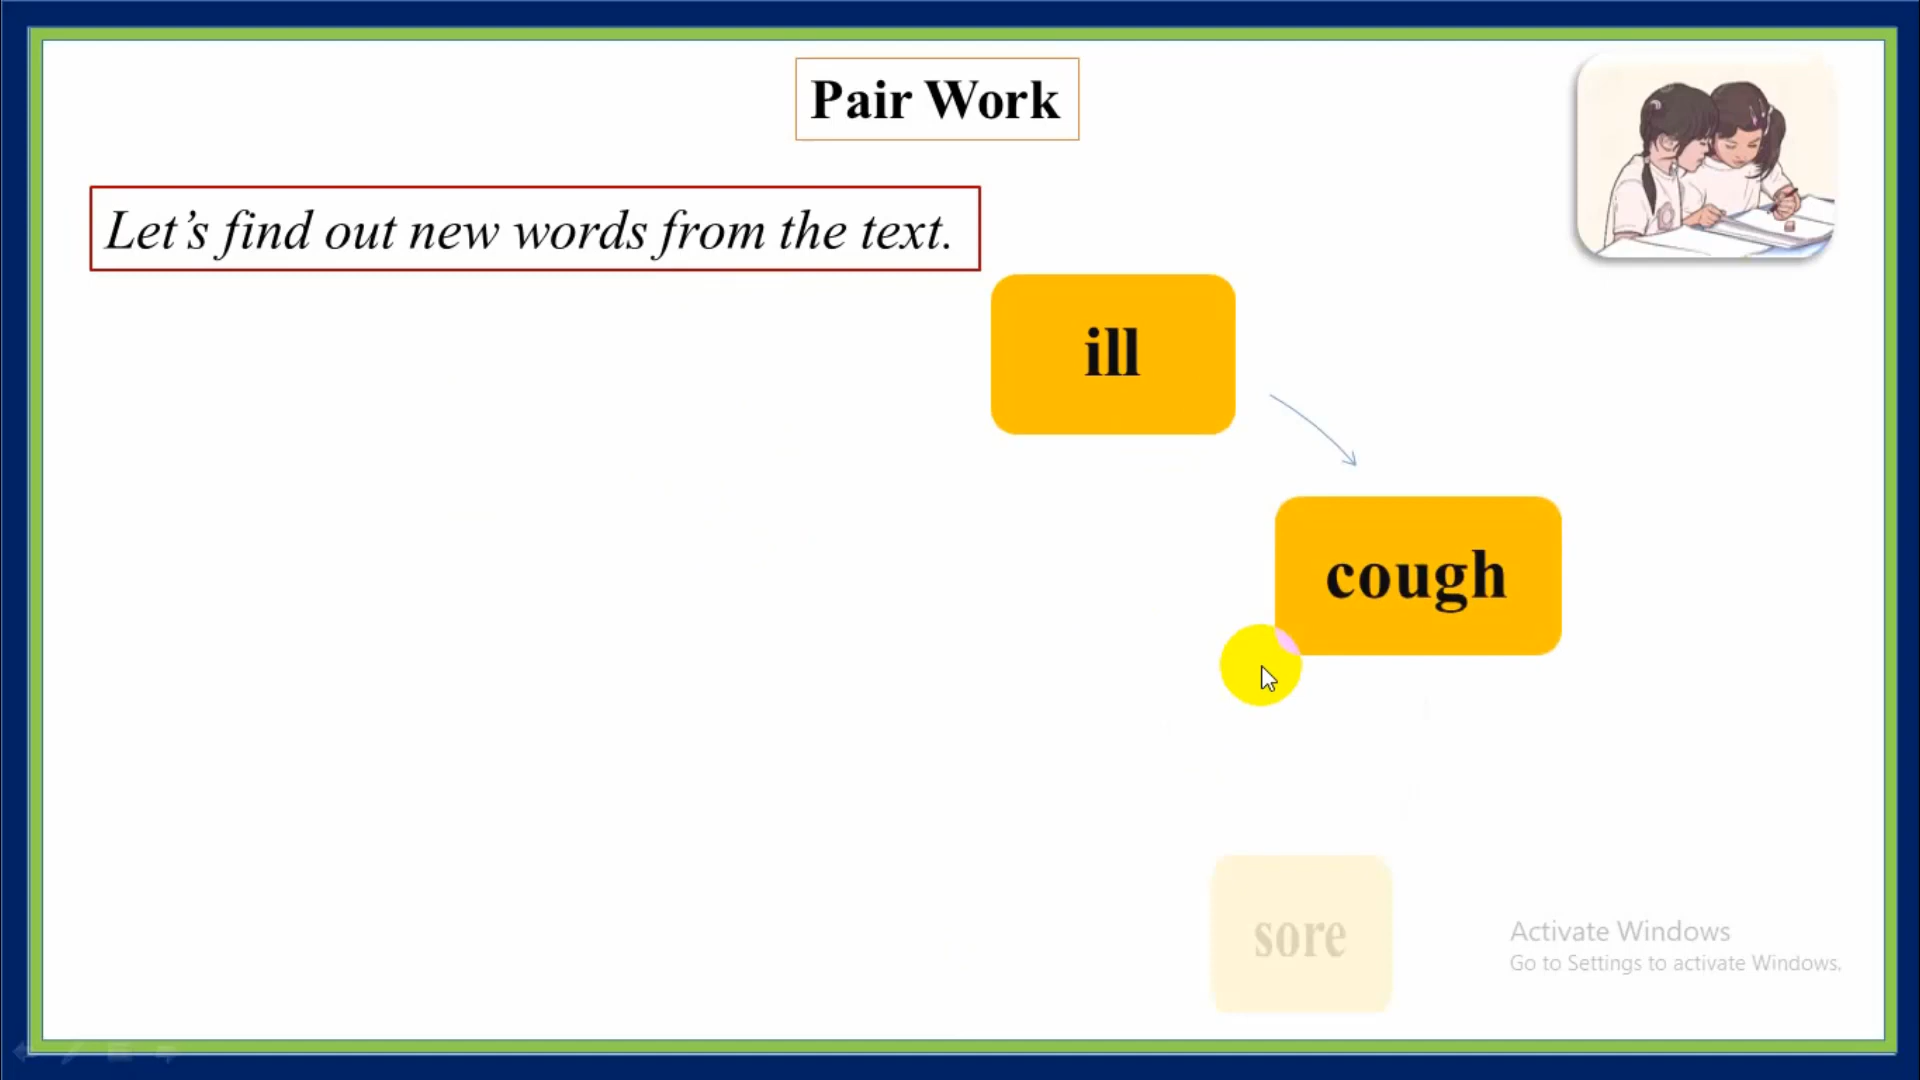 Pair Work
Let’s find out new words from the text.
ill
cough
sore
Activate Windows
Go to Settings to activate Windows.